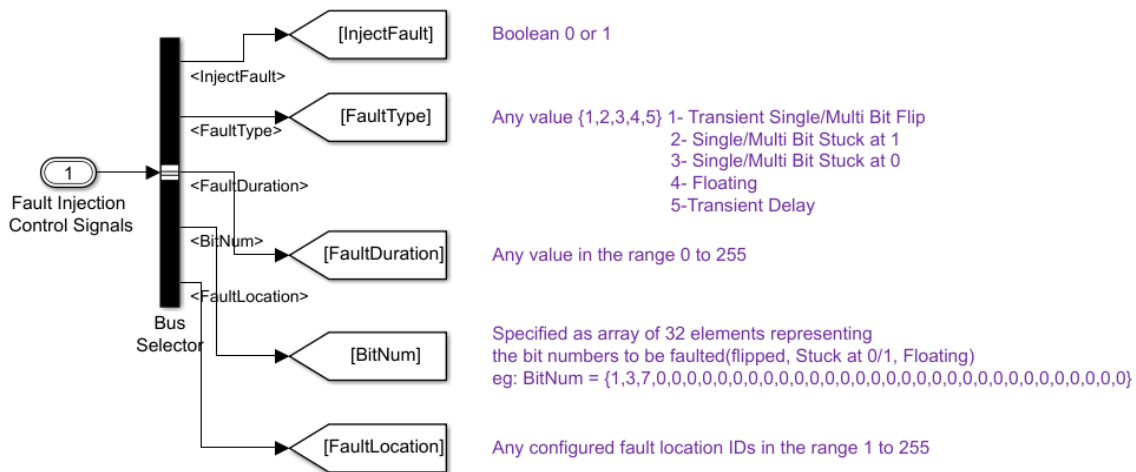 [InjectFault]
Boolean 0 or 1
<InjectFault>
[FaultType]
Any value {1,2,3,4,5} 1- Transient Single/Multi Bit Flip
2- Single/Multi Bit Stuck at 1
3- Single/Multi Bit Stuck at 0
4- Floating
5-Transient Delay
<FaultType>
1
Fault Injection
Control Signals
<FaultDuration>
[FaultDuration]
Any value in the range 0 to 255
<BitNum>
<FaultLocation>
Bus
Selector
[BitNum]
Specified as array of 32 elements representing
the bit numbers to be faulted(flipped, Stuck at 0/1, Floating)
eg: BitNum = {1,3,7,0,0,0,0,0,0,0,0,0,0,0,0,0,0,0,0,0,0,0,0,0,0,0,0,0,0,0,0,0}
[FaultLocation]
Any configured fault location IDs in the range 1 to 255